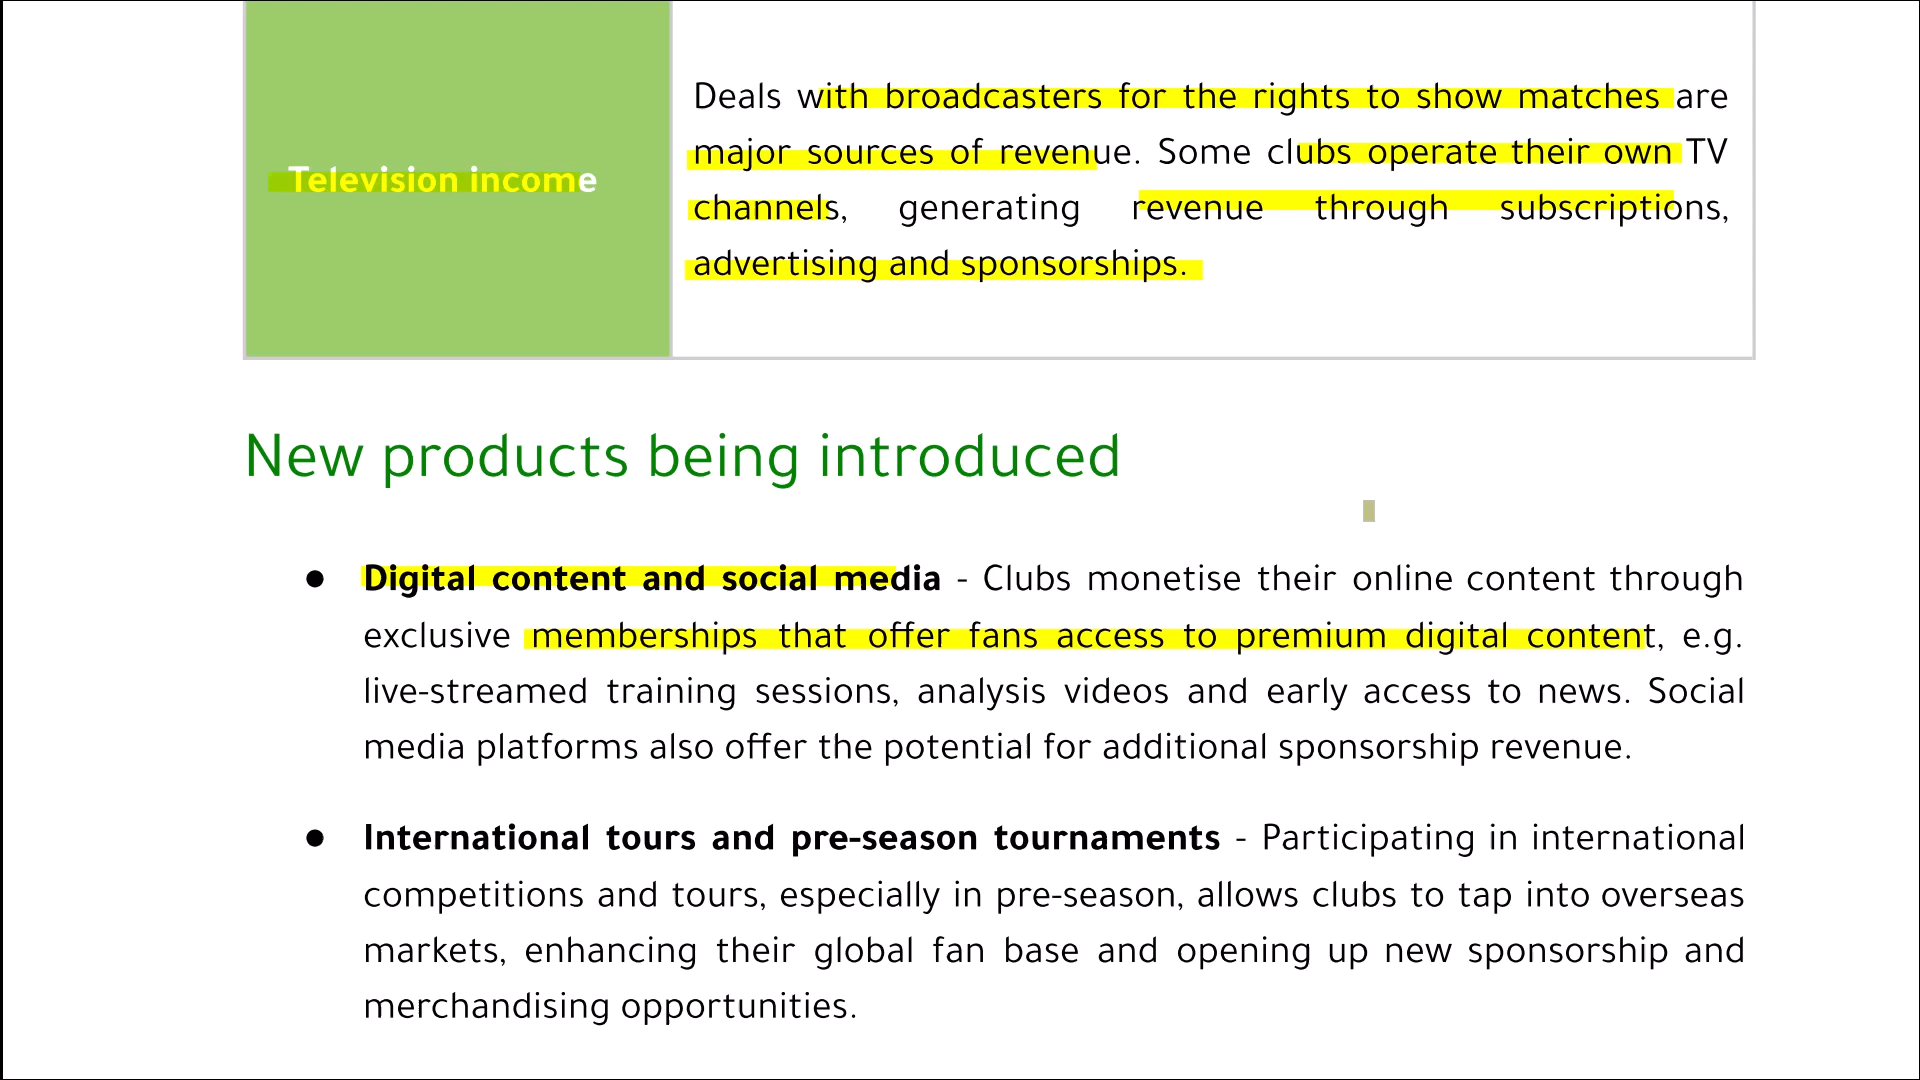 Television income
Deals with broadcasters for the rights to show matches are
major sources of revenue. Some clubs operate their own TV
channels, generating revenue through subscriptions,
advertising and sponsorships.
New products being introduced
● Digital content and social media - Clubs monetise their online content through
exclusive memberships that offer fans access to premium digital content, e.g.
live-streamed training sessions, analysis videos and early access to news. Social
media platforms also offer the potential for additional sponsorship revenue.
● International tours and pre-season tournaments - Participating in international
competitions and tours, especially in pre-season, allows clubs to tap into overseas
markets, enhancing their global fan base and opening up new sponsorship and
merchandising opportunities.